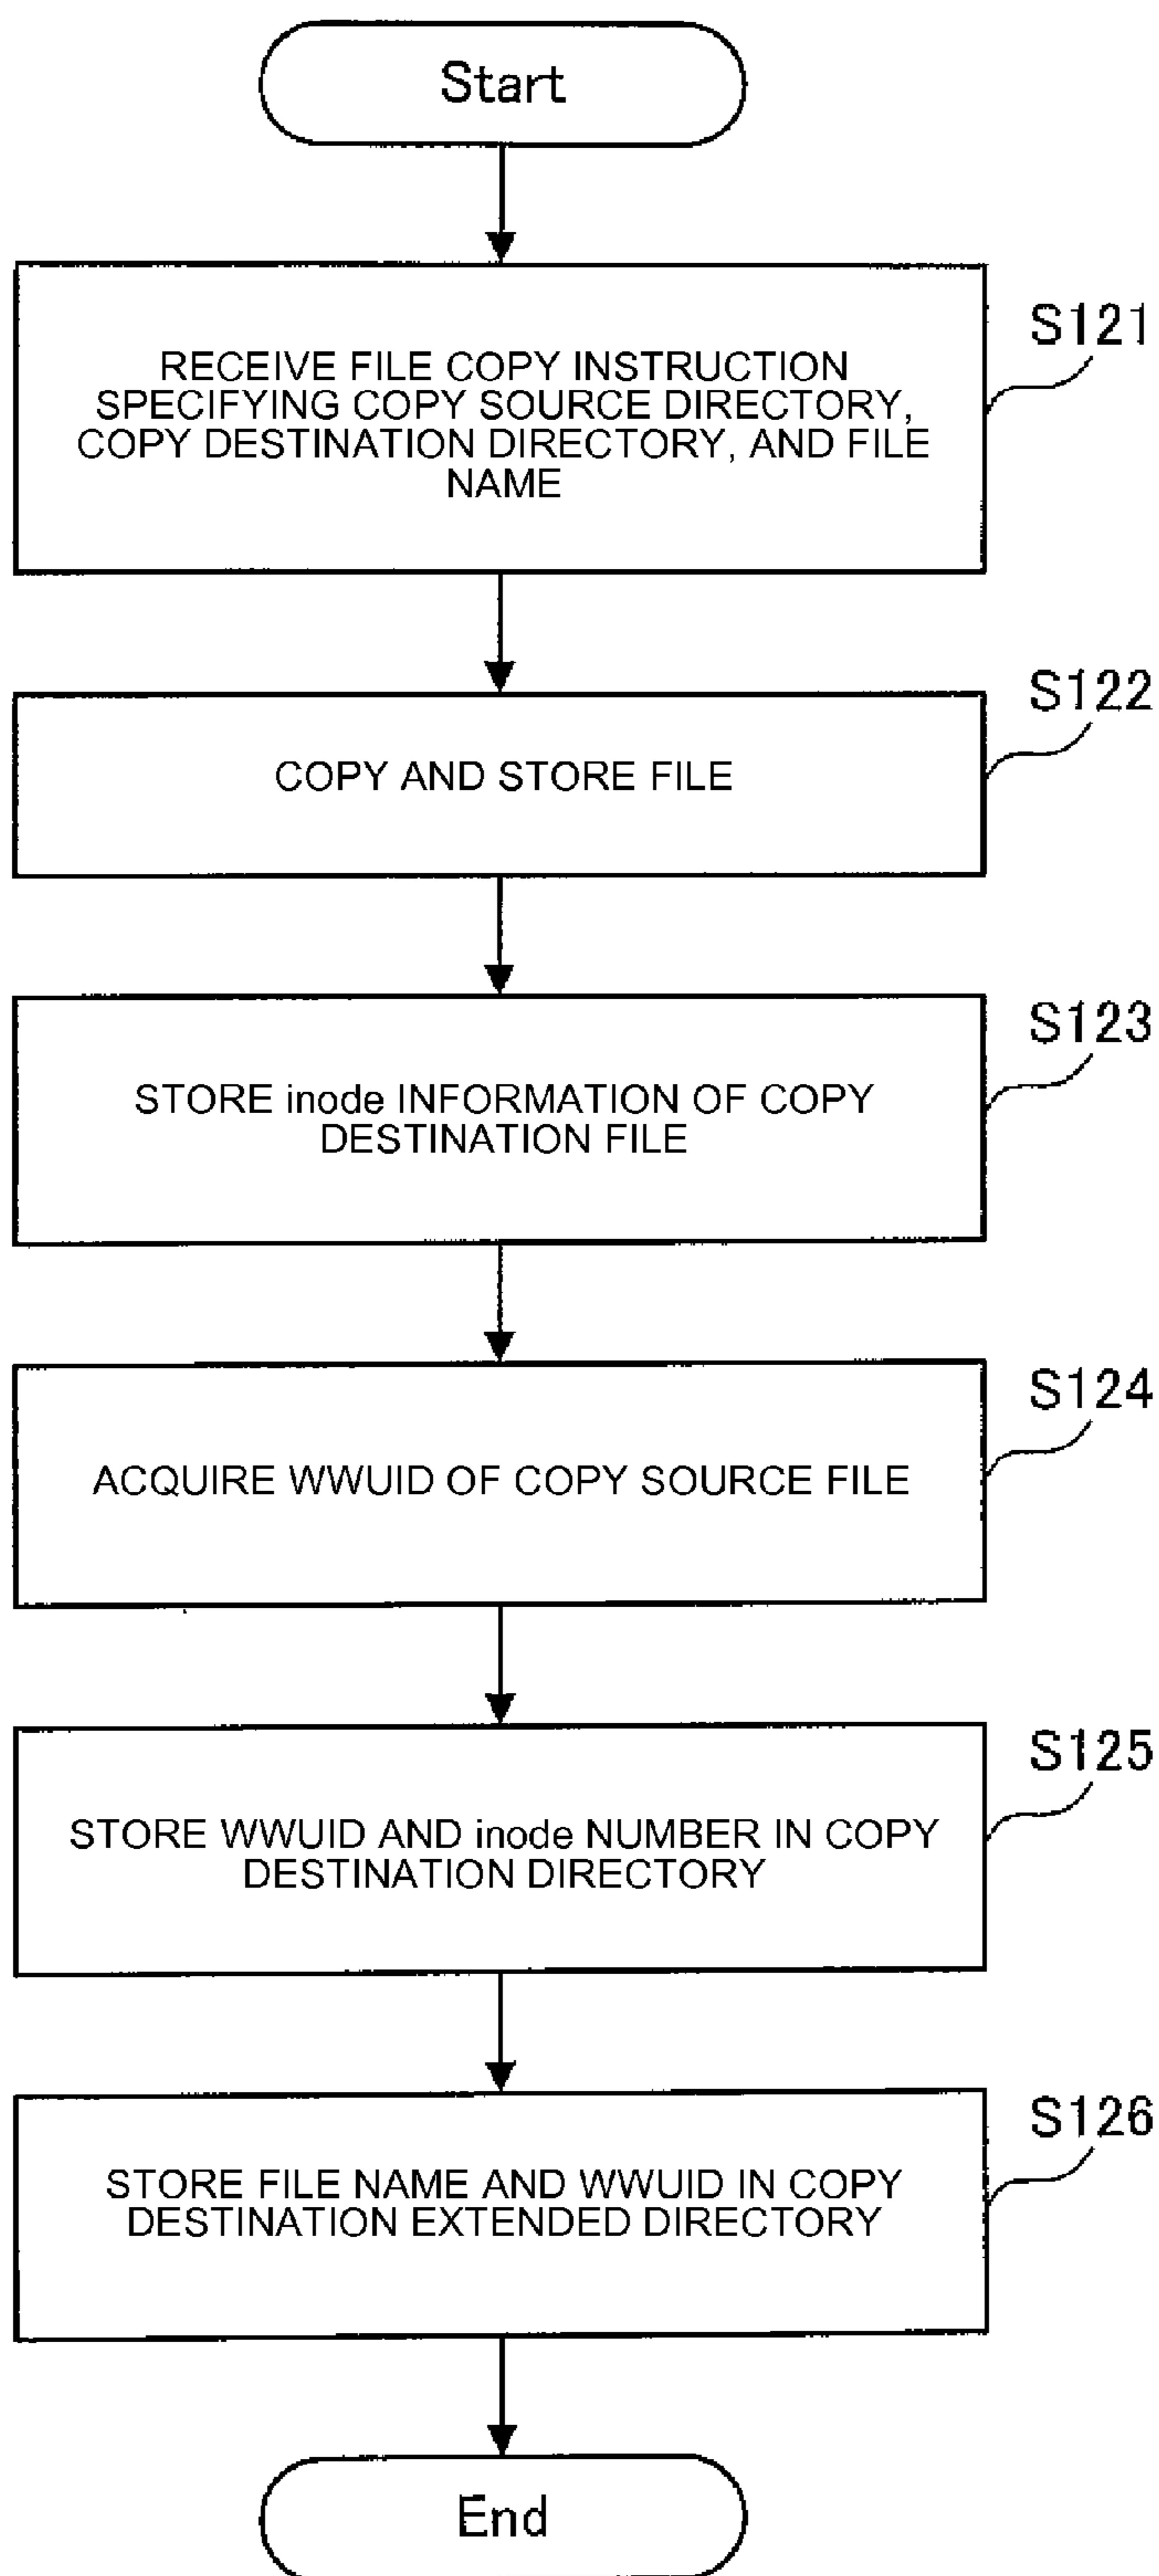 Start
S121
RECEIVE FILE COPY INSTRUCTION
SPECIFYING COPY SOURCE DIRECTORY,
COPY DESTINATION DIRECTORY, AND FILE
NAME
S122
COPY AND STORE FILE
S123
STORE inode INFORMATION OF COPY
DESTINATION FILE
S124
ACQUIRE WWUID OF COPY SOURCE FILE
S125
STORE WWUID AND inode NUMBER IN COPY
DESTINATION DIRECTORY
S126
STORE FILE NAME AND WWUID IN COPY
DESTINATION EXTENDED DIRECTORY
End